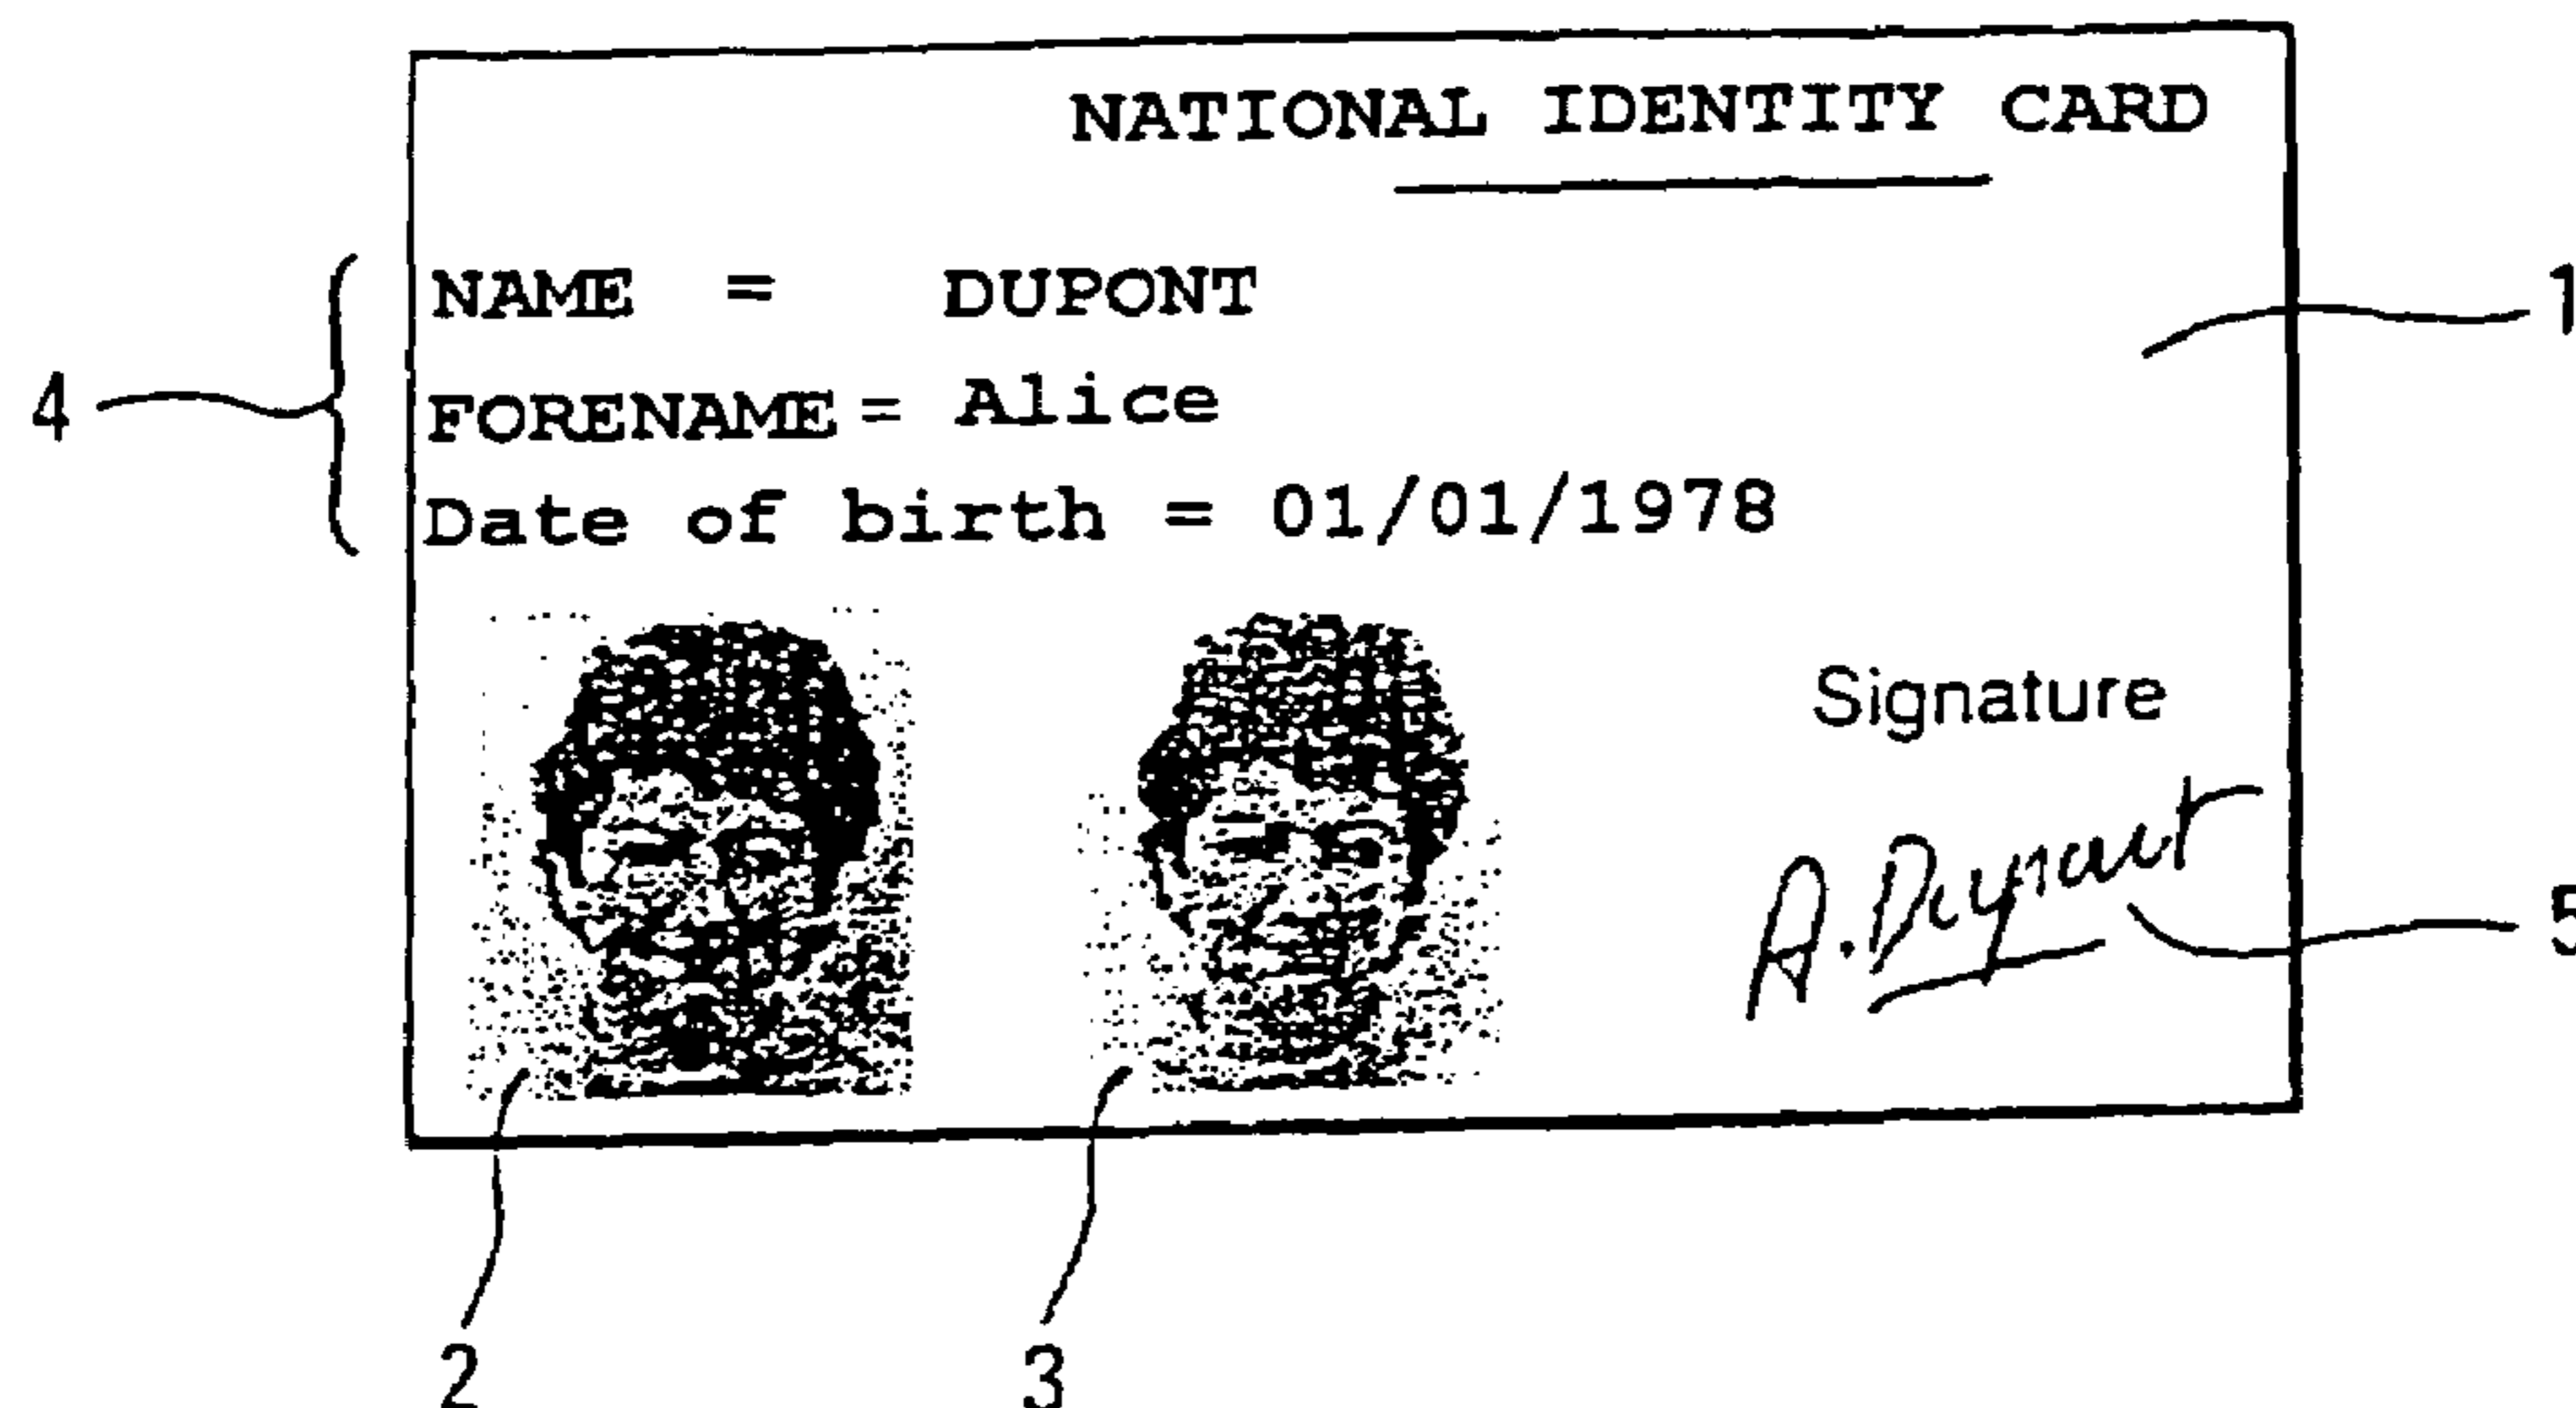 NATIONAL IDENTITY CARD
NAME = DUPONT
FORENAME = Alice
Date of birth = 01/01/1978
Signature
A. Dupont
1
2
3
4
5